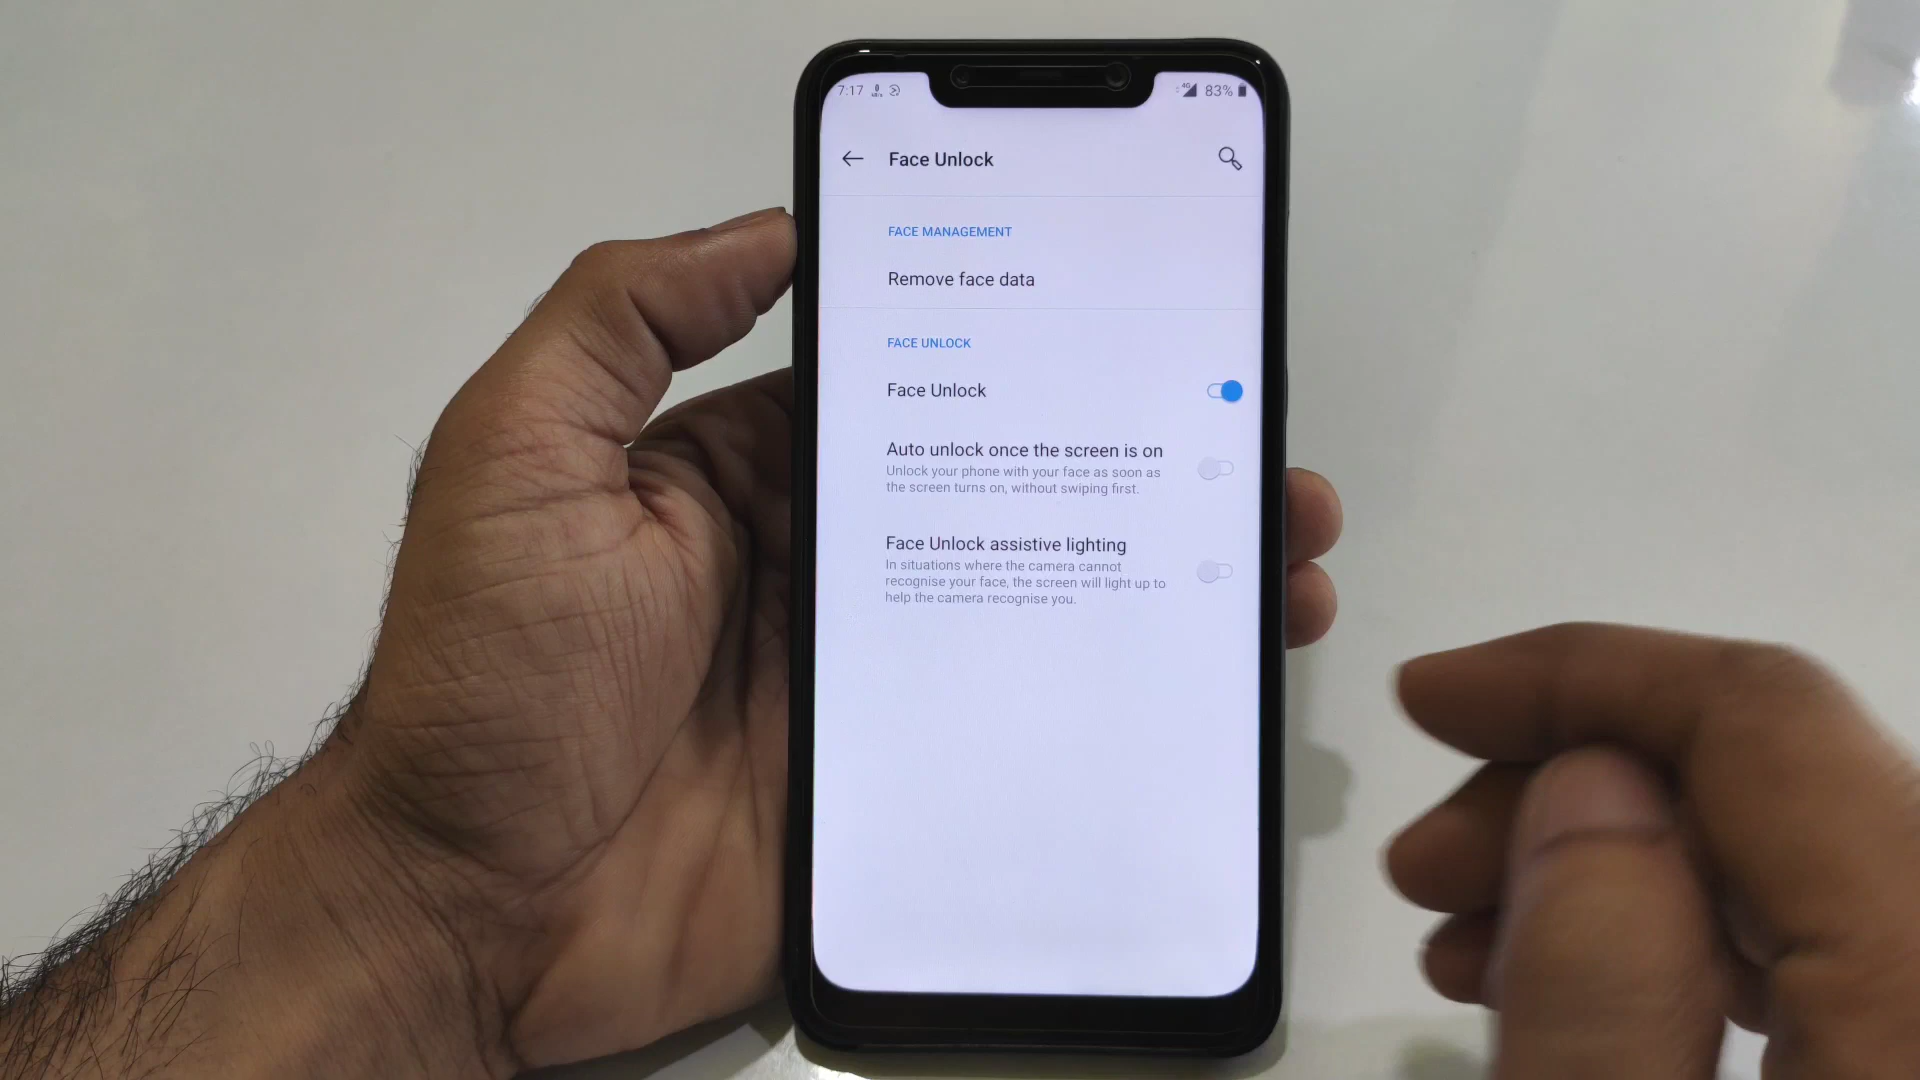 7:17 4G 83%
Face Unlock
FACE MANAGEMENT
Remove face data
FACE UNLOCK
Face Unlock
Auto unlock once the screen is on
Unlock your phone with your face as soon as
the screen turns on, without swiping first.
Face Unlock assistive lighting
In situations where the camera cannot
recognise your face, the screen will light up to
help the camera recognise you.